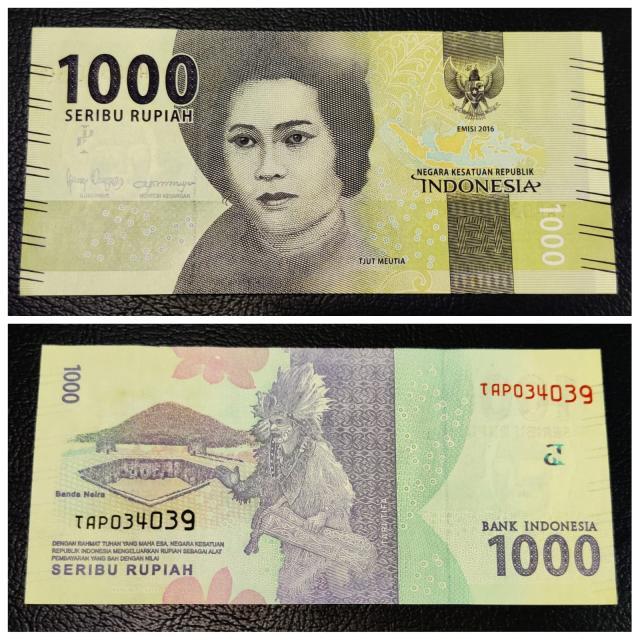 1000
SERIBU RUPIAH
GUBERNUR
MENTERI KEUANGAN
EMISI 2016
NEGARA KESATUAN REPUBLIK
INDONESIA
TJUT MEUTIA
1000
1000
TAP034039
Banda Neira
TAP034039
DENGAN RAHMAT TUHAN YANG MAHA ESA, NEGARA KESATUAN
REPUBLIK INDONESIA MENGELUARKAN RUPIAH SEBAGAI ALAT
PEMBAYARAN YANG SAH DENGAN NILAI
SERIBU RUPIAH
TARI TIFA
BANK INDONESIA
1000